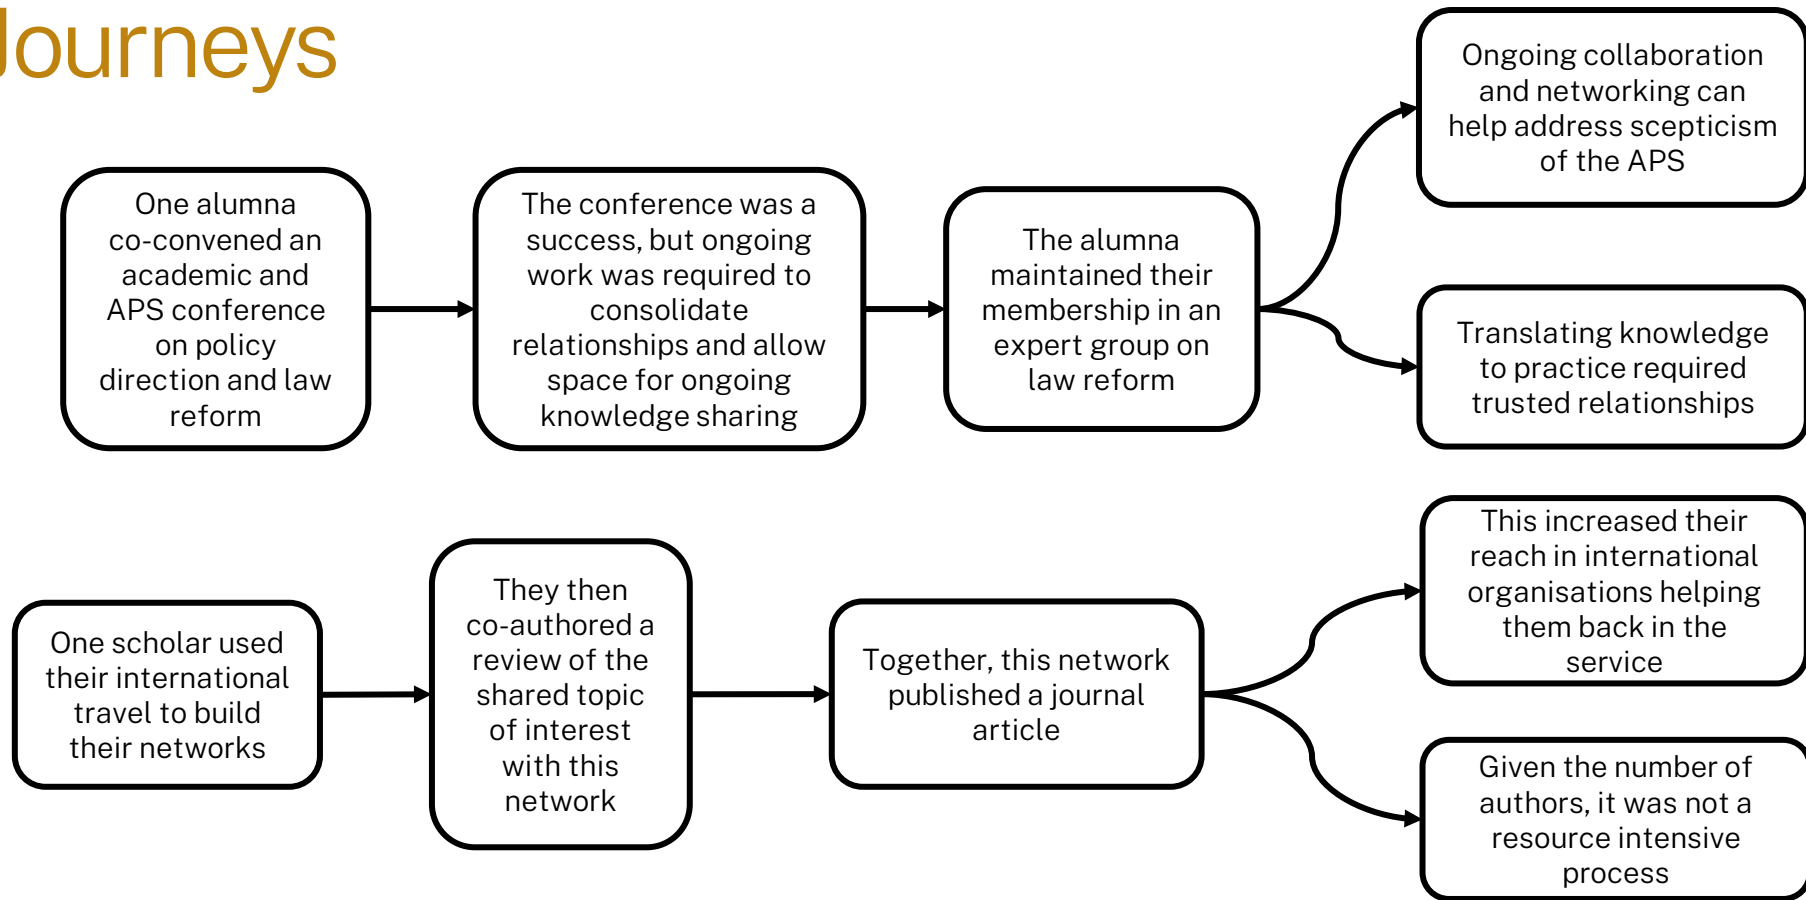 Journeys
One alumna
co-convened an
academic and
APS conference
on policy
direction and law
reform
The conference was a
success, but ongoing
work was required to
consolidate
relationships and allow
space for ongoing
knowledge sharing
The alumna
maintained their
membership in an
expert group on
law reform
Ongoing collaboration
and networking can
help address scepticism
of the APS
Translating knowledge
to practice required
trusted relationships
One scholar used
their international
travel to build
their networks
They then
co-authored a
review of the
shared topic
of interest
with this
network
Together, this network
published a journal
article
This increased their
reach in international
organisations helping
them back in the
service
Given the number of
authors, it was not a
resource intensive
process